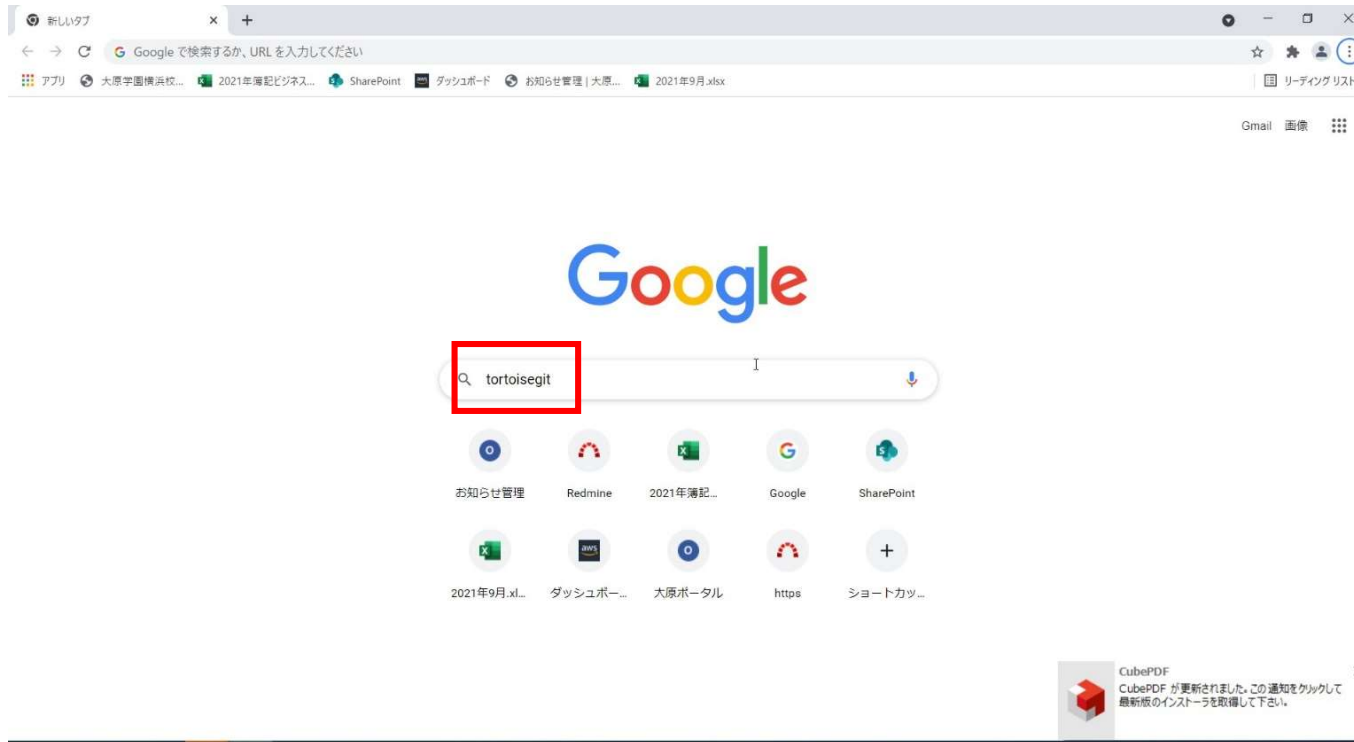 新しいタブ
Google で検索するか、URL を入力してください
アプリ 大原学園横浜校... 2021年簿記ビジネス... SharePoint ダッシュボード お知らせ管理 | 大原... 2021年9月.xlsx リーディング リスト
Gmail 画像
Google
tortoisegit
お知らせ管理 Redmine 2021年簿記... Google SharePoint
2021年9月.xl... ダッシュボー... 大原ポータル https ショートカッ...
CubePDF
CubePDF が更新されました。この通知をクリックして
最新版のインストーラを取得して下さい。